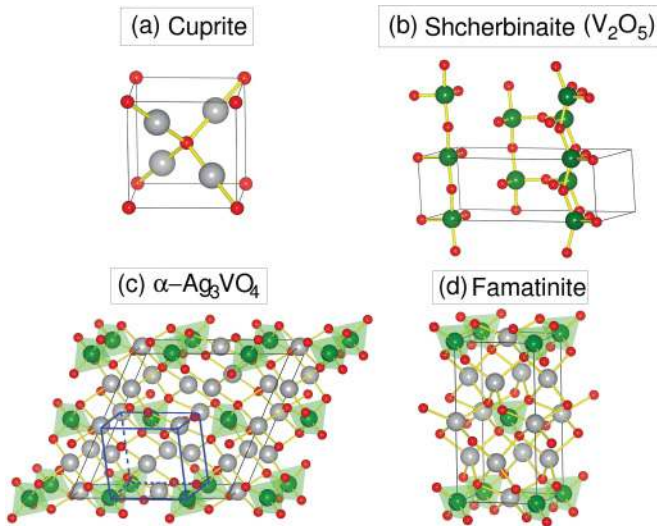 (a) Cuprite
(b) Shcherbinaite (V₂O₅)
(c) α−Ag₃VO₄
(d) Famatinite